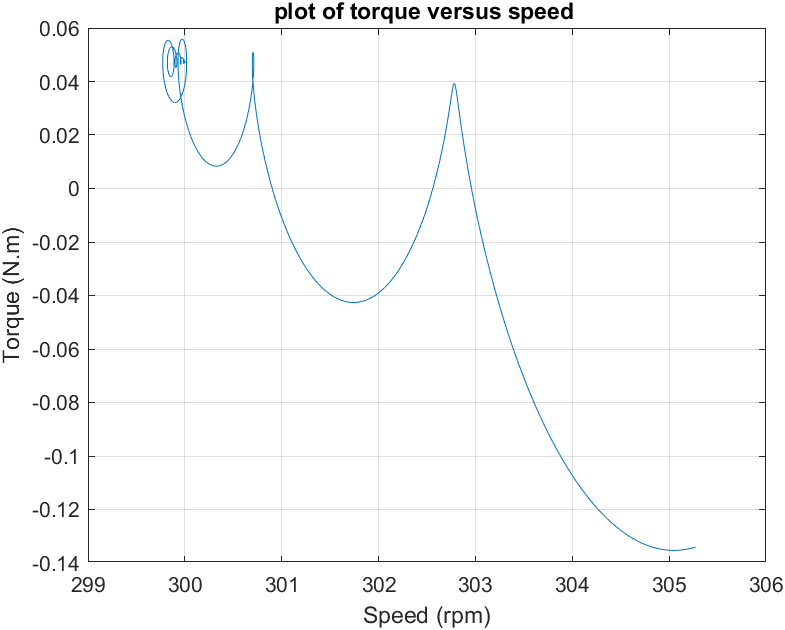 plot of torque versus speed
0.06
0.04
0.02
0
-0.02
-0.04
-0.06
-0.08
-0.1
-0.12
-0.14
Torque (N.m)
299 300 301 302 303 304 305 306
Speed (rpm)